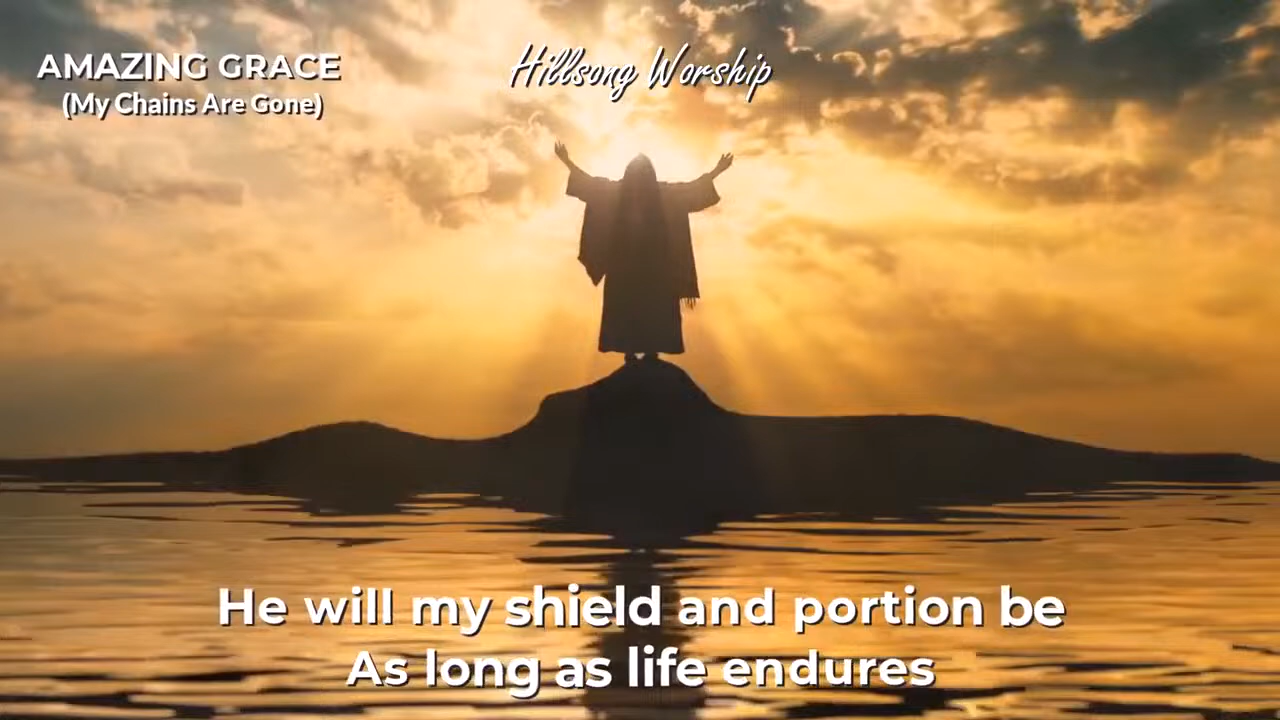 AMAZING GRACE
(My Chains Are Gone)
Hillsong Worship
He will my shield and portion be
As long as life endures